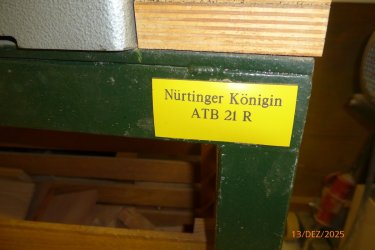 Nürtinger Königin
ATB 21 R
13/DEZ/2025